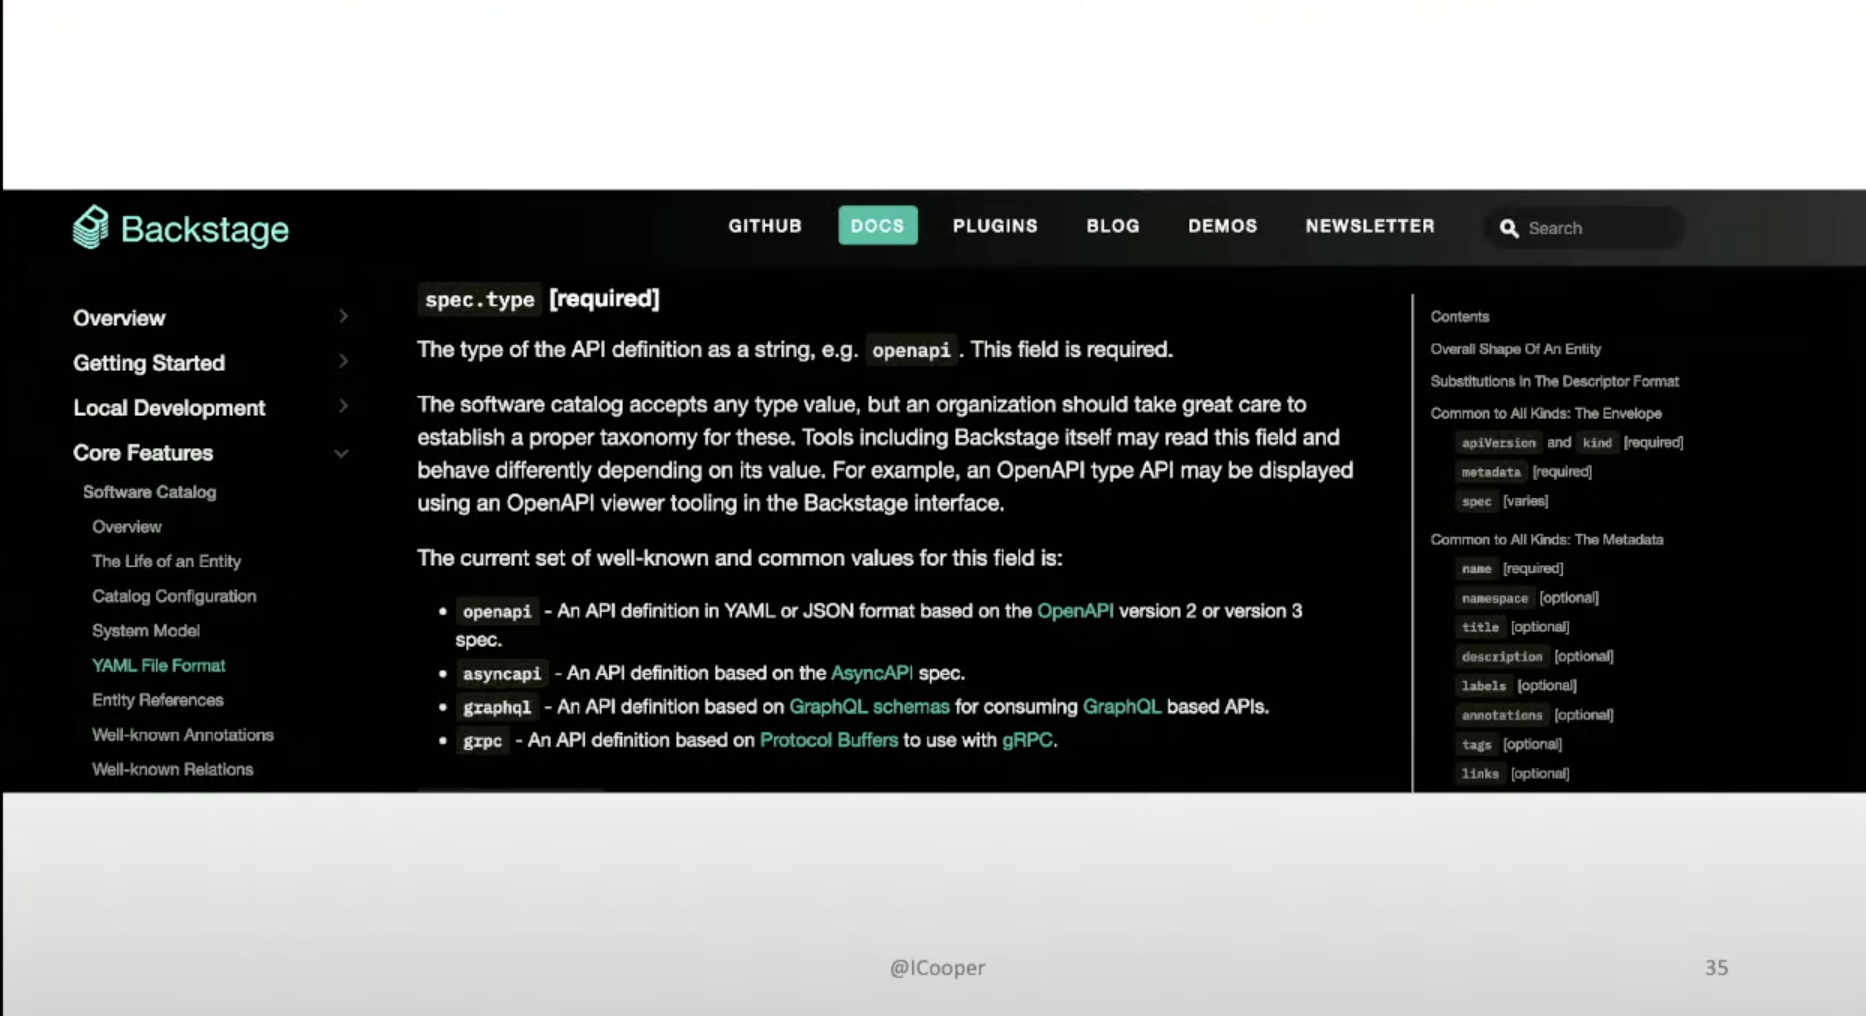 Backstage
GITHUB
DOCS
PLUGINS
BLOG
DEMOS
NEWSLETTER
Search
Overview
Getting Started
Local Development
Core Features
Software Catalog
Overview
The Life of an Entity
Catalog Configuration
System Model
YAML File Format
Entity References
Well-known Annotations
Well-known Relations
spec.type [required]
The type of the API definition as a string, e.g. openapi . This field is required.
The software catalog accepts any type value, but an organization should take great care to
establish a proper taxonomy for these. Tools including Backstage itself may read this field and
behave differently depending on its value. For example, an OpenAPI type API may be displayed
using an OpenAPI viewer tooling in the Backstage interface.
The current set of well-known and common values for this field is:
• openapi - An API definition in YAML or JSON format based on the OpenAPI version 2 or version 3
spec.
• asyncapi - An API definition based on the AsyncAPI spec.
• graphql - An API definition based on GraphQL schemas for consuming GraphQL based APIs.
• grpc - An API definition based on Protocol Buffers to use with gRPC.
Contents
Overall Shape Of An Entity
Substitutions In The Descriptor Format
Common to All Kinds: The Envelope
apiVersion and kind [required]
metadata [required]
spec [varies]
Common to All Kinds: The Metadata
name [required]
namespace [optional]
title [optional]
description [optional]
labels [optional]
annotations [optional]
tags [optional]
links [optional]
@ICooper
35